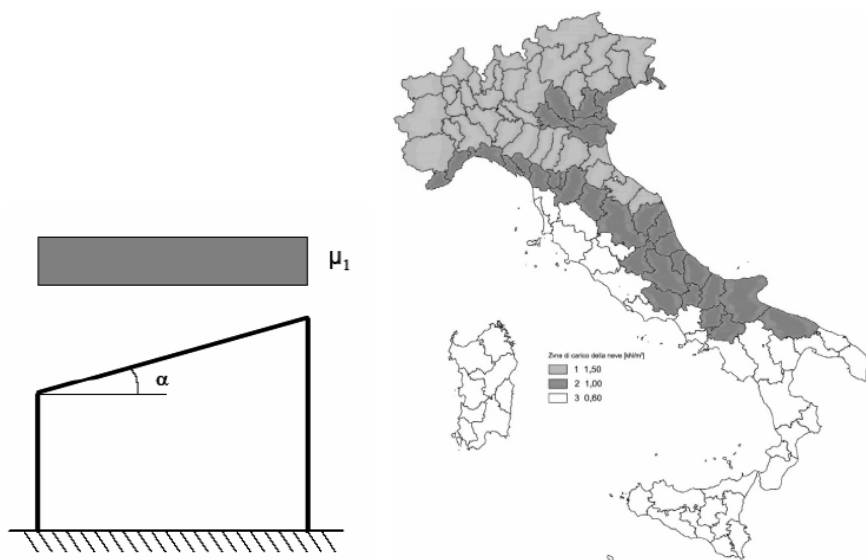 μ1
α
Zone di carico della neve [kN/m²]
1 1,50
2 1,00
3 0,60